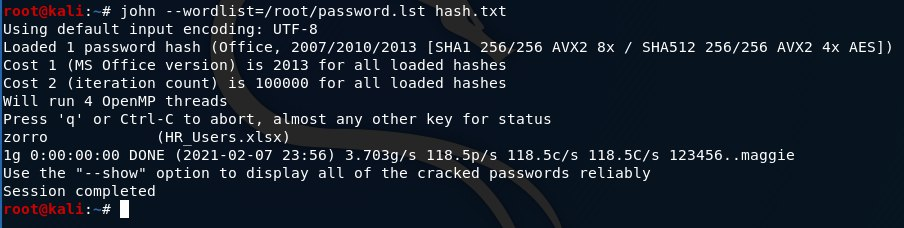 root@kali:~# john --wordlist=/root/password.lst hash.txt
Using default input encoding: UTF-8
Loaded 1 password hash (Office, 2007/2010/2013 [SHA1 256/256 AVX2 8x / SHA512 256/256 AVX2 4x AES])
Cost 1 (MS Office version) is 2013 for all loaded hashes
Cost 2 (iteration count) is 100000 for all loaded hashes
Will run 4 OpenMP threads
Press 'q' or Ctrl-C to abort, almost any other key for status
zorro            (HR_Users.xlsx)
1g 0:00:00:00 DONE (2021-02-07 23:56) 3.703g/s 118.5p/s 118.5c/s 118.5C/s 123456..maggie
Use the "--show" option to display all of the cracked passwords reliably
Session completed
root@kali:~#